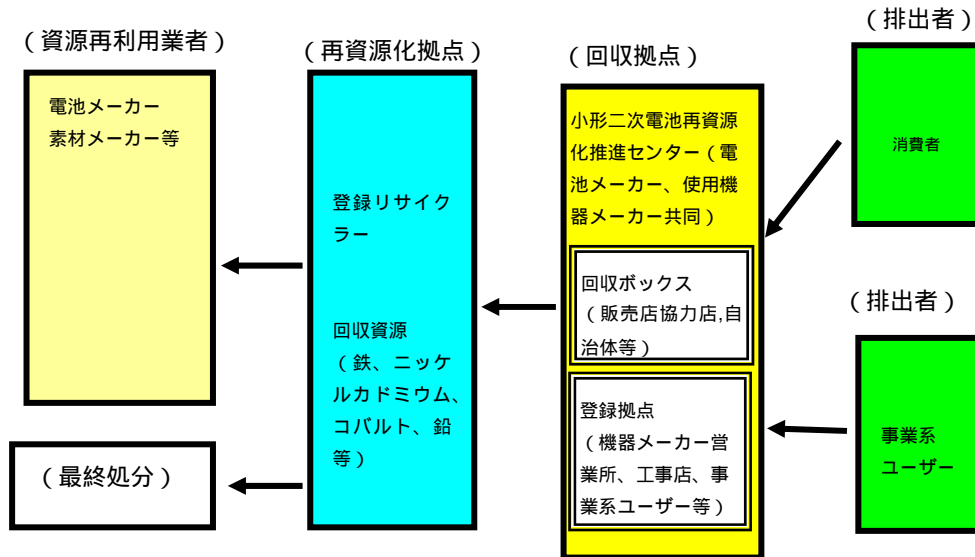 （資源再利用業者）
電池メーカー
素材メーカー等
（最終処分）
（再資源化拠点）
登録リサイク
ラー
回収資源
（鉄、ニッケ
ルカドミウム、
コバルト、鉛
等）
（回収拠点）
小形二次電池再資源
化推進センター（電
池メーカー、使用機
器メーカー共同）
回収ボックス
（販売店協力店,自
治体等）
登録拠点
（機器メーカー営
業所、工事店、事
業系ユーザー等）
（排出者）
消費者
（排出者）
事業系
ユーザー